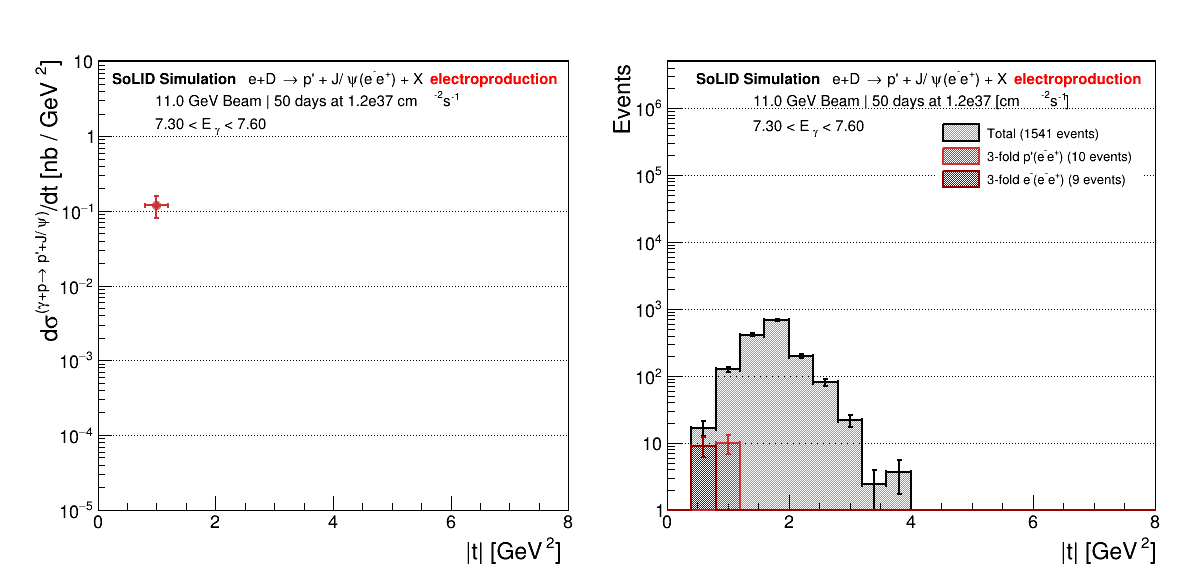 SoLID Simulation e+D → p' + J/ψ(e⁻e⁺) + X electroproduction
11.0 GeV Beam | 50 days at 1.2e37 cm⁻²s⁻¹
7.30 < E_γ < 7.60
dσ^(γ+p→ p'+J/ψ)/dt [nb / GeV²]
10
1
10⁻¹
10⁻²
10⁻³
10⁻⁴
10⁻⁵
0 2 4 6 8
|t| [GeV²]
SoLID Simulation e+D → p' + J/ψ(e⁻e⁺) + X electroproduction
11.0 GeV Beam | 50 days at 1.2e37 [cm⁻²s⁻¹]
7.30 < E_γ < 7.60
Total (1541 events)
3-fold p'(e⁻e⁺) (10 events)
3-fold e⁻(e⁻e⁺) (9 events)
Events
10⁶
10⁵
10⁴
10³
10²
10
1
0 2 4 6 8
|t| [GeV²]